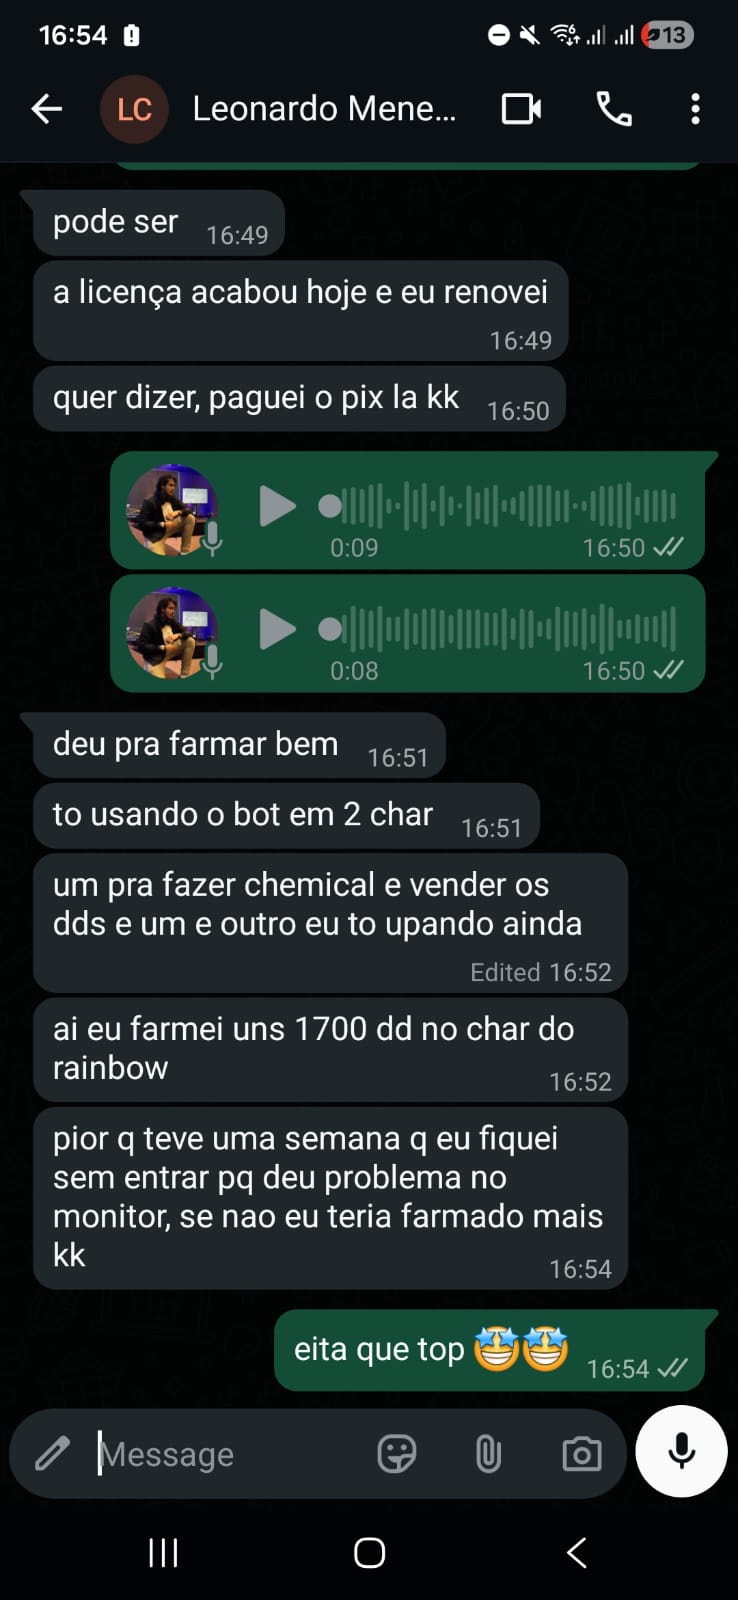 16:54
13
LC Leonardo Mene...
pode ser 16:49
a licença acabou hoje e eu renovei
16:49
quer dizer, paguei o pix la kk 16:50
0:09 16:50
0:08 16:50
deu pra farmar bem 16:51
to usando o bot em 2 char 16:51
um pra fazer chemical e vender os
dds e um e outro eu to upando ainda
Edited 16:52
ai eu farmei uns 1700 dd no char do
rainbow
16:52
pior q teve uma semana q eu fiquei
sem entrar pq deu problema no
monitor, se nao eu teria farmado mais
kk
16:54
eita que top 🤩🤩 16:54
Message